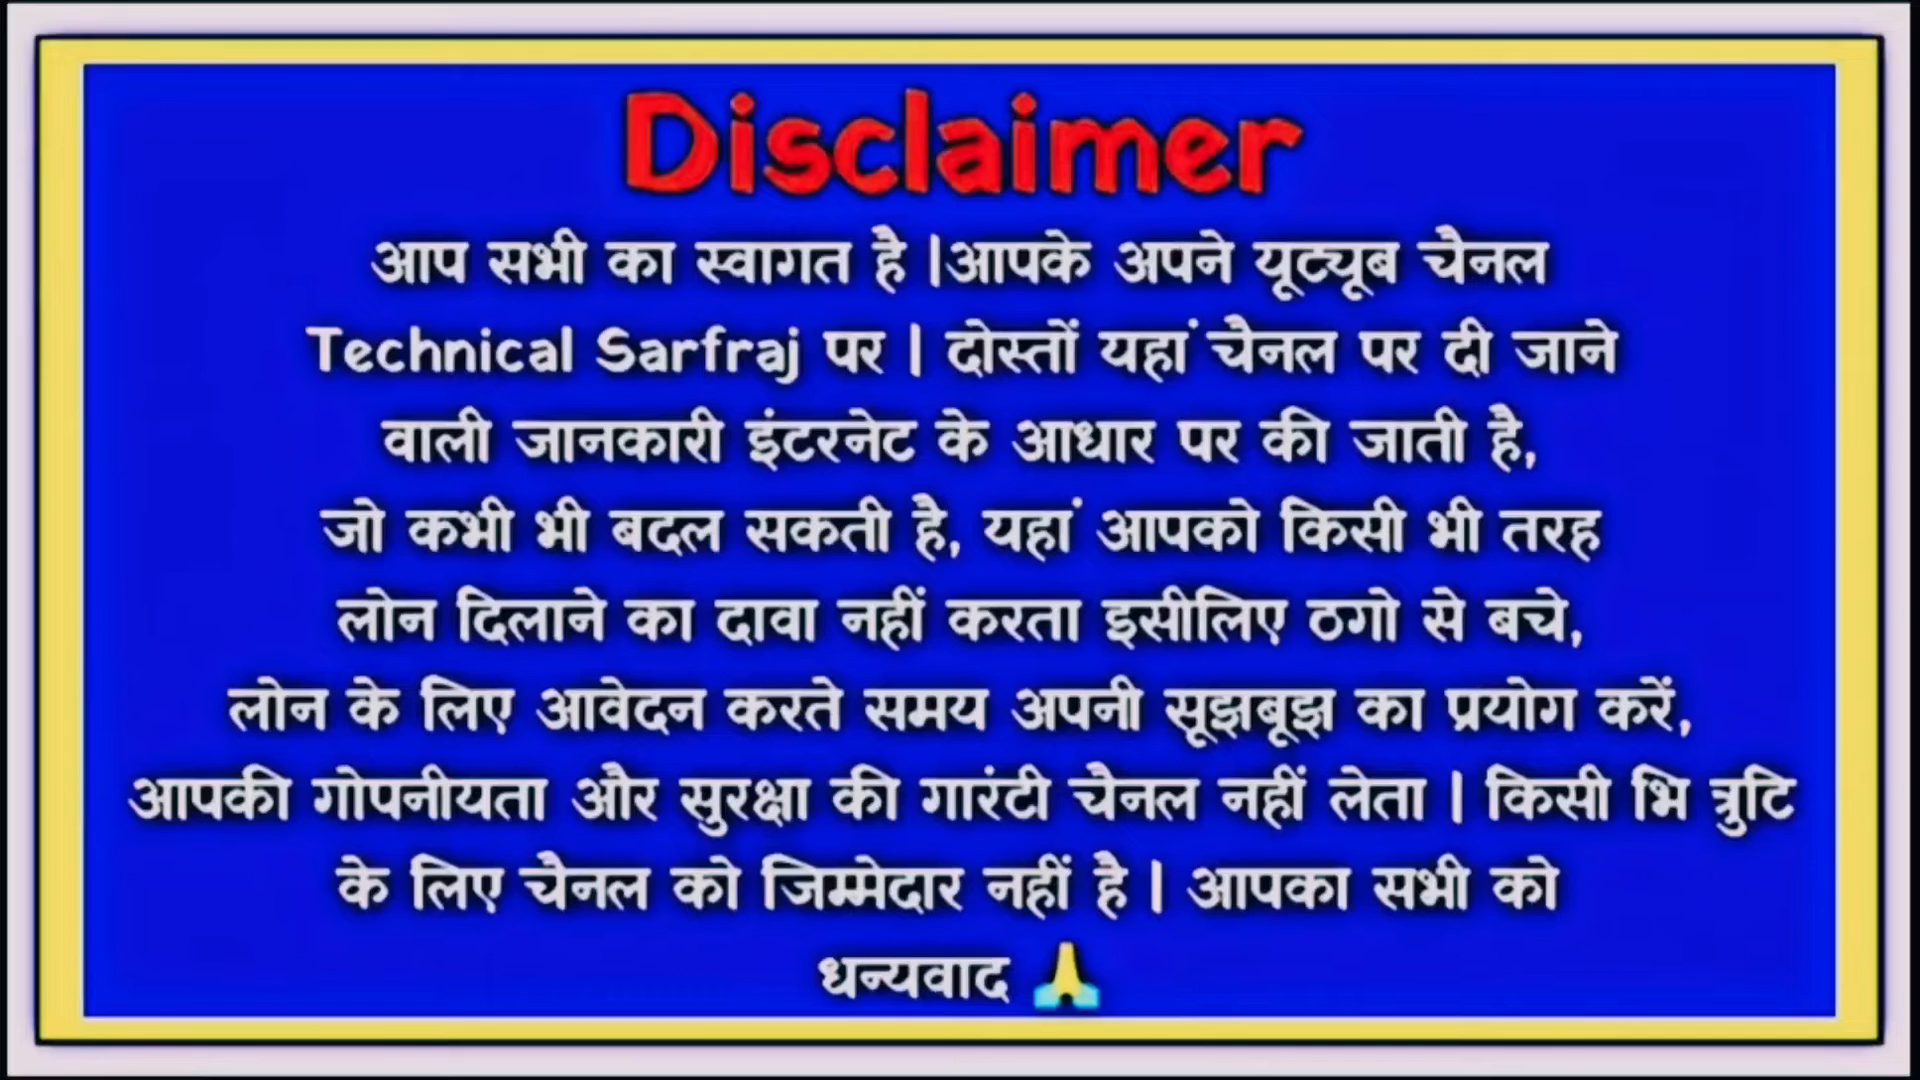 Disclaimer
आप सभी का स्वागत है |आपके अपने यूट्यूब चैनल
Technical Sarfraj पर | दोस्तों यहां चैनल पर दी जाने
वाली जानकारी इंटरनेट के आधार पर की जाती है,
जो कभी भी बदल सकती है, यहां आपको किसी भी तरह
लोन दिलाने का दावा नहीं करता इसीलिए ठगो से बचे,
लोन के लिए आवेदन करते समय अपनी सूझबूझ का प्रयोग करें,
आपकी गोपनीयता और सुरक्षा की गारंटी चैनल नहीं लेता | किसी भि त्रुटि
के लिए चैनल को जिम्मेदार नहीं है | आपका सभी को
धन्यवाद 🙏